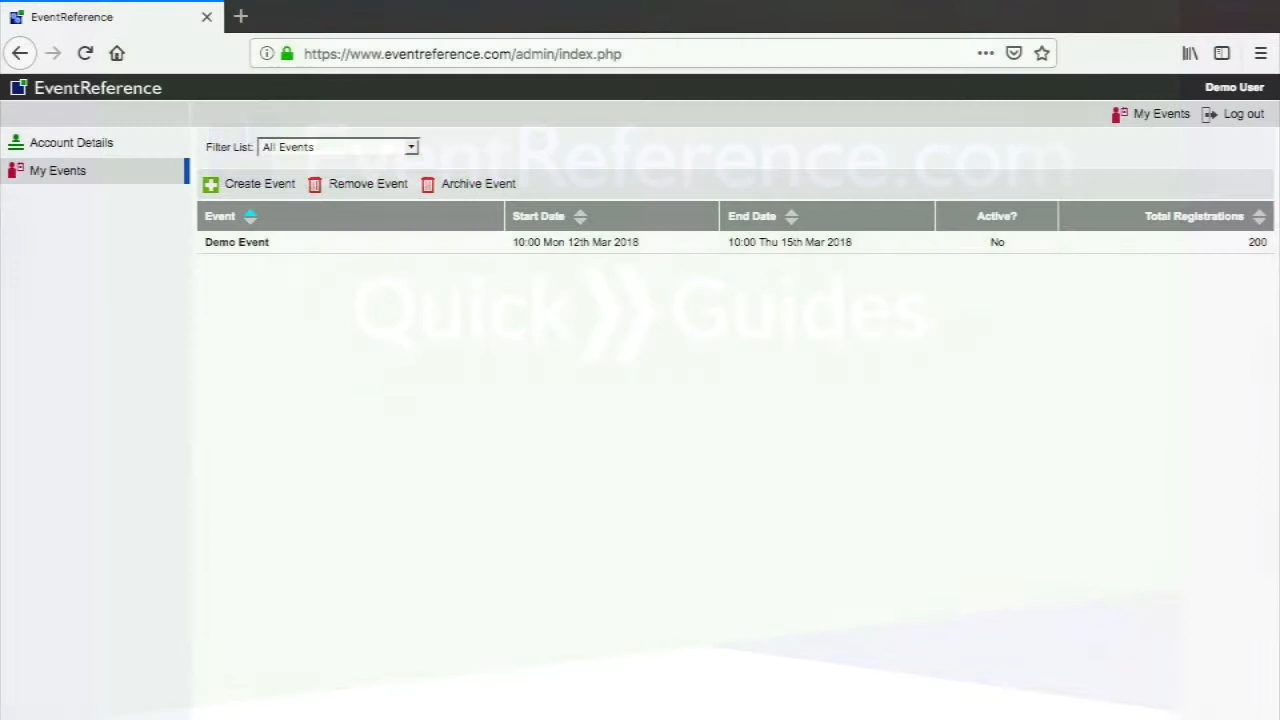 EventReference
https://www.eventreference.com/admin/index.php
EventReference
Demo User
My Events
Log out
Account Details
My Events
Filter List: All Events
EventReference.com
Create Event
Remove Event
Archive Event
Event
Start Date
End Date
Active?
Total Registrations
Demo Event
10:00 Mon 12th Mar 2018
10:00 Thu 15th Mar 2018
No
200
Quick Guides